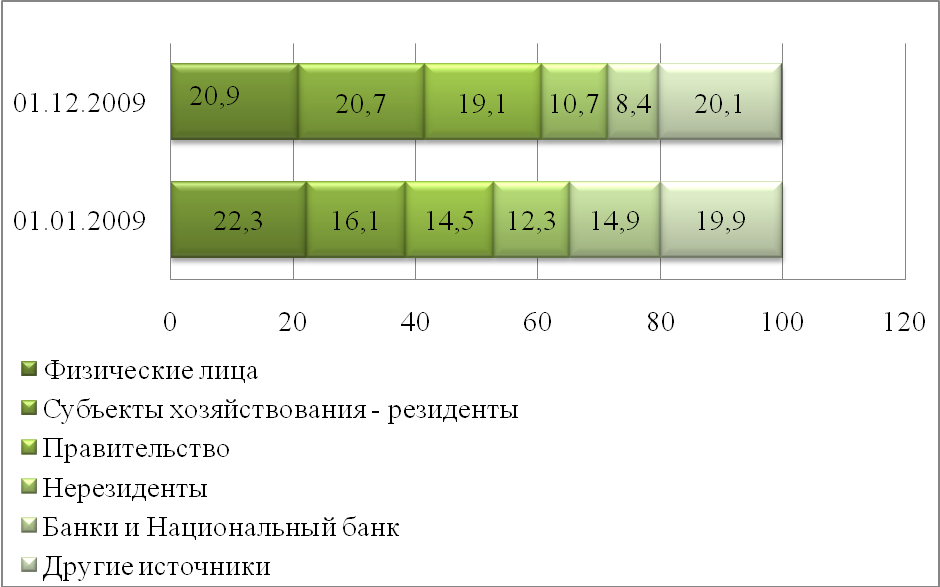 01.12.2009 20,9 20,7 19,1 10,7 8,4 20,1
01.01.2009 22,3 16,1 14,5 12,3 14,9 19,9
0 20 40 60 80 100 120
Физические лица
Субъекты хозяйствования - резиденты
Правительство
Нерезиденты
Банки и Национальный банк
Другие источники